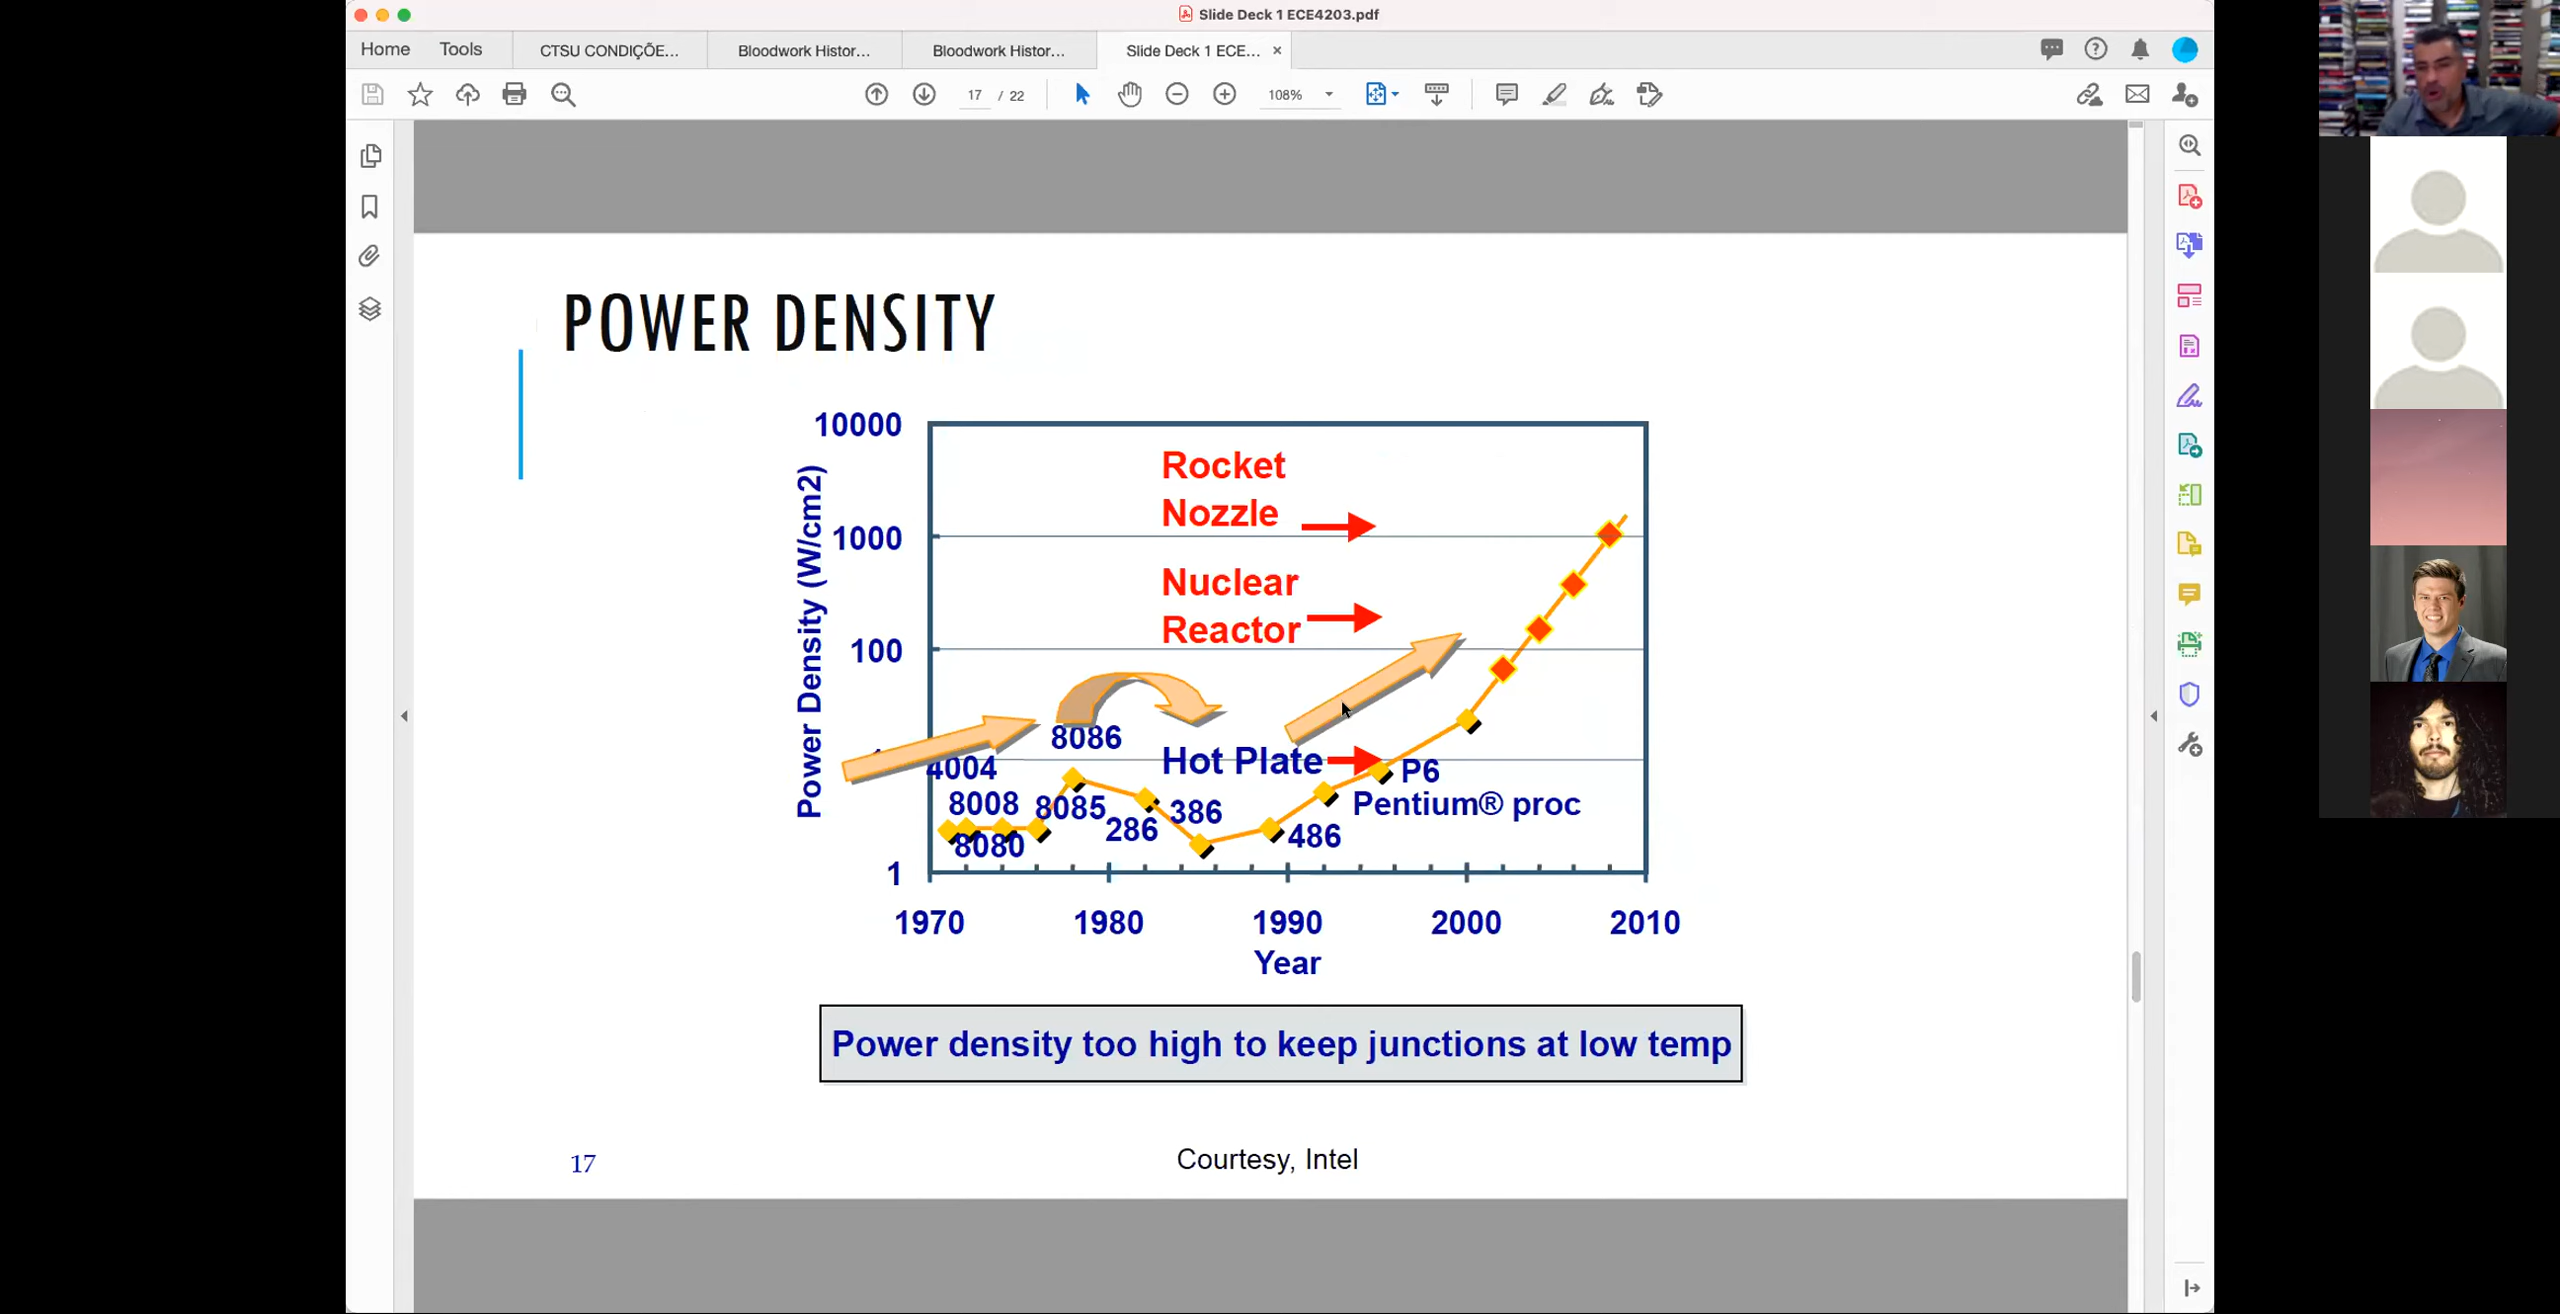 Slide Deck 1 ECE4203.pdf
Home Tools CTSU CONDIÇÕE... Bloodwork Histor... Bloodwork Histor... Slide Deck 1 ECE... ×
17 / 22 108%
POWER DENSITY
10000
1000
100
1
Power Density (W/cm2)
Rocket
Nozzle
Nuclear
Reactor
8086
Hot Plate
4004
P6
8008
8085
386
Pentium® proc
286
486
8080
1970 1980 1990 2000 2010
Year
Power density too high to keep junctions at low temp
17
Courtesy, Intel